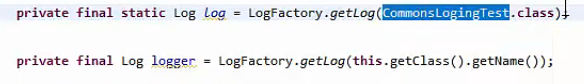 private final static Log log = LogFactory.getLog(CommonsLogingTest.class);
private final Log logger = LogFactory.getLog(this.getClass().getName());